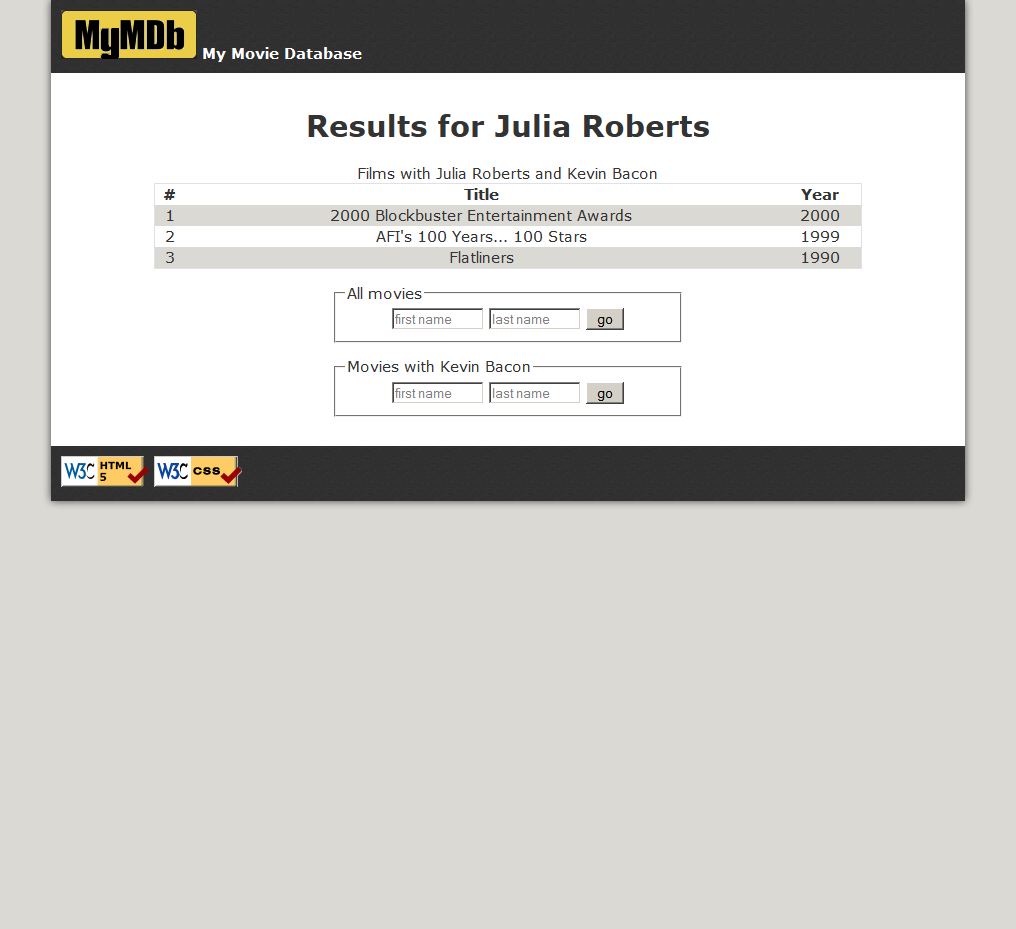 MyMDb My Movie Database
Results for Julia Roberts
Films with Julia Roberts and Kevin Bacon
# Title Year
1 2000 Blockbuster Entertainment Awards 2000
2 AFI's 100 Years... 100 Stars 1999
3 Flatliners 1990
All movies
first name last name go
Movies with Kevin Bacon
first name last name go
W3C HTML 5 W3C CSS